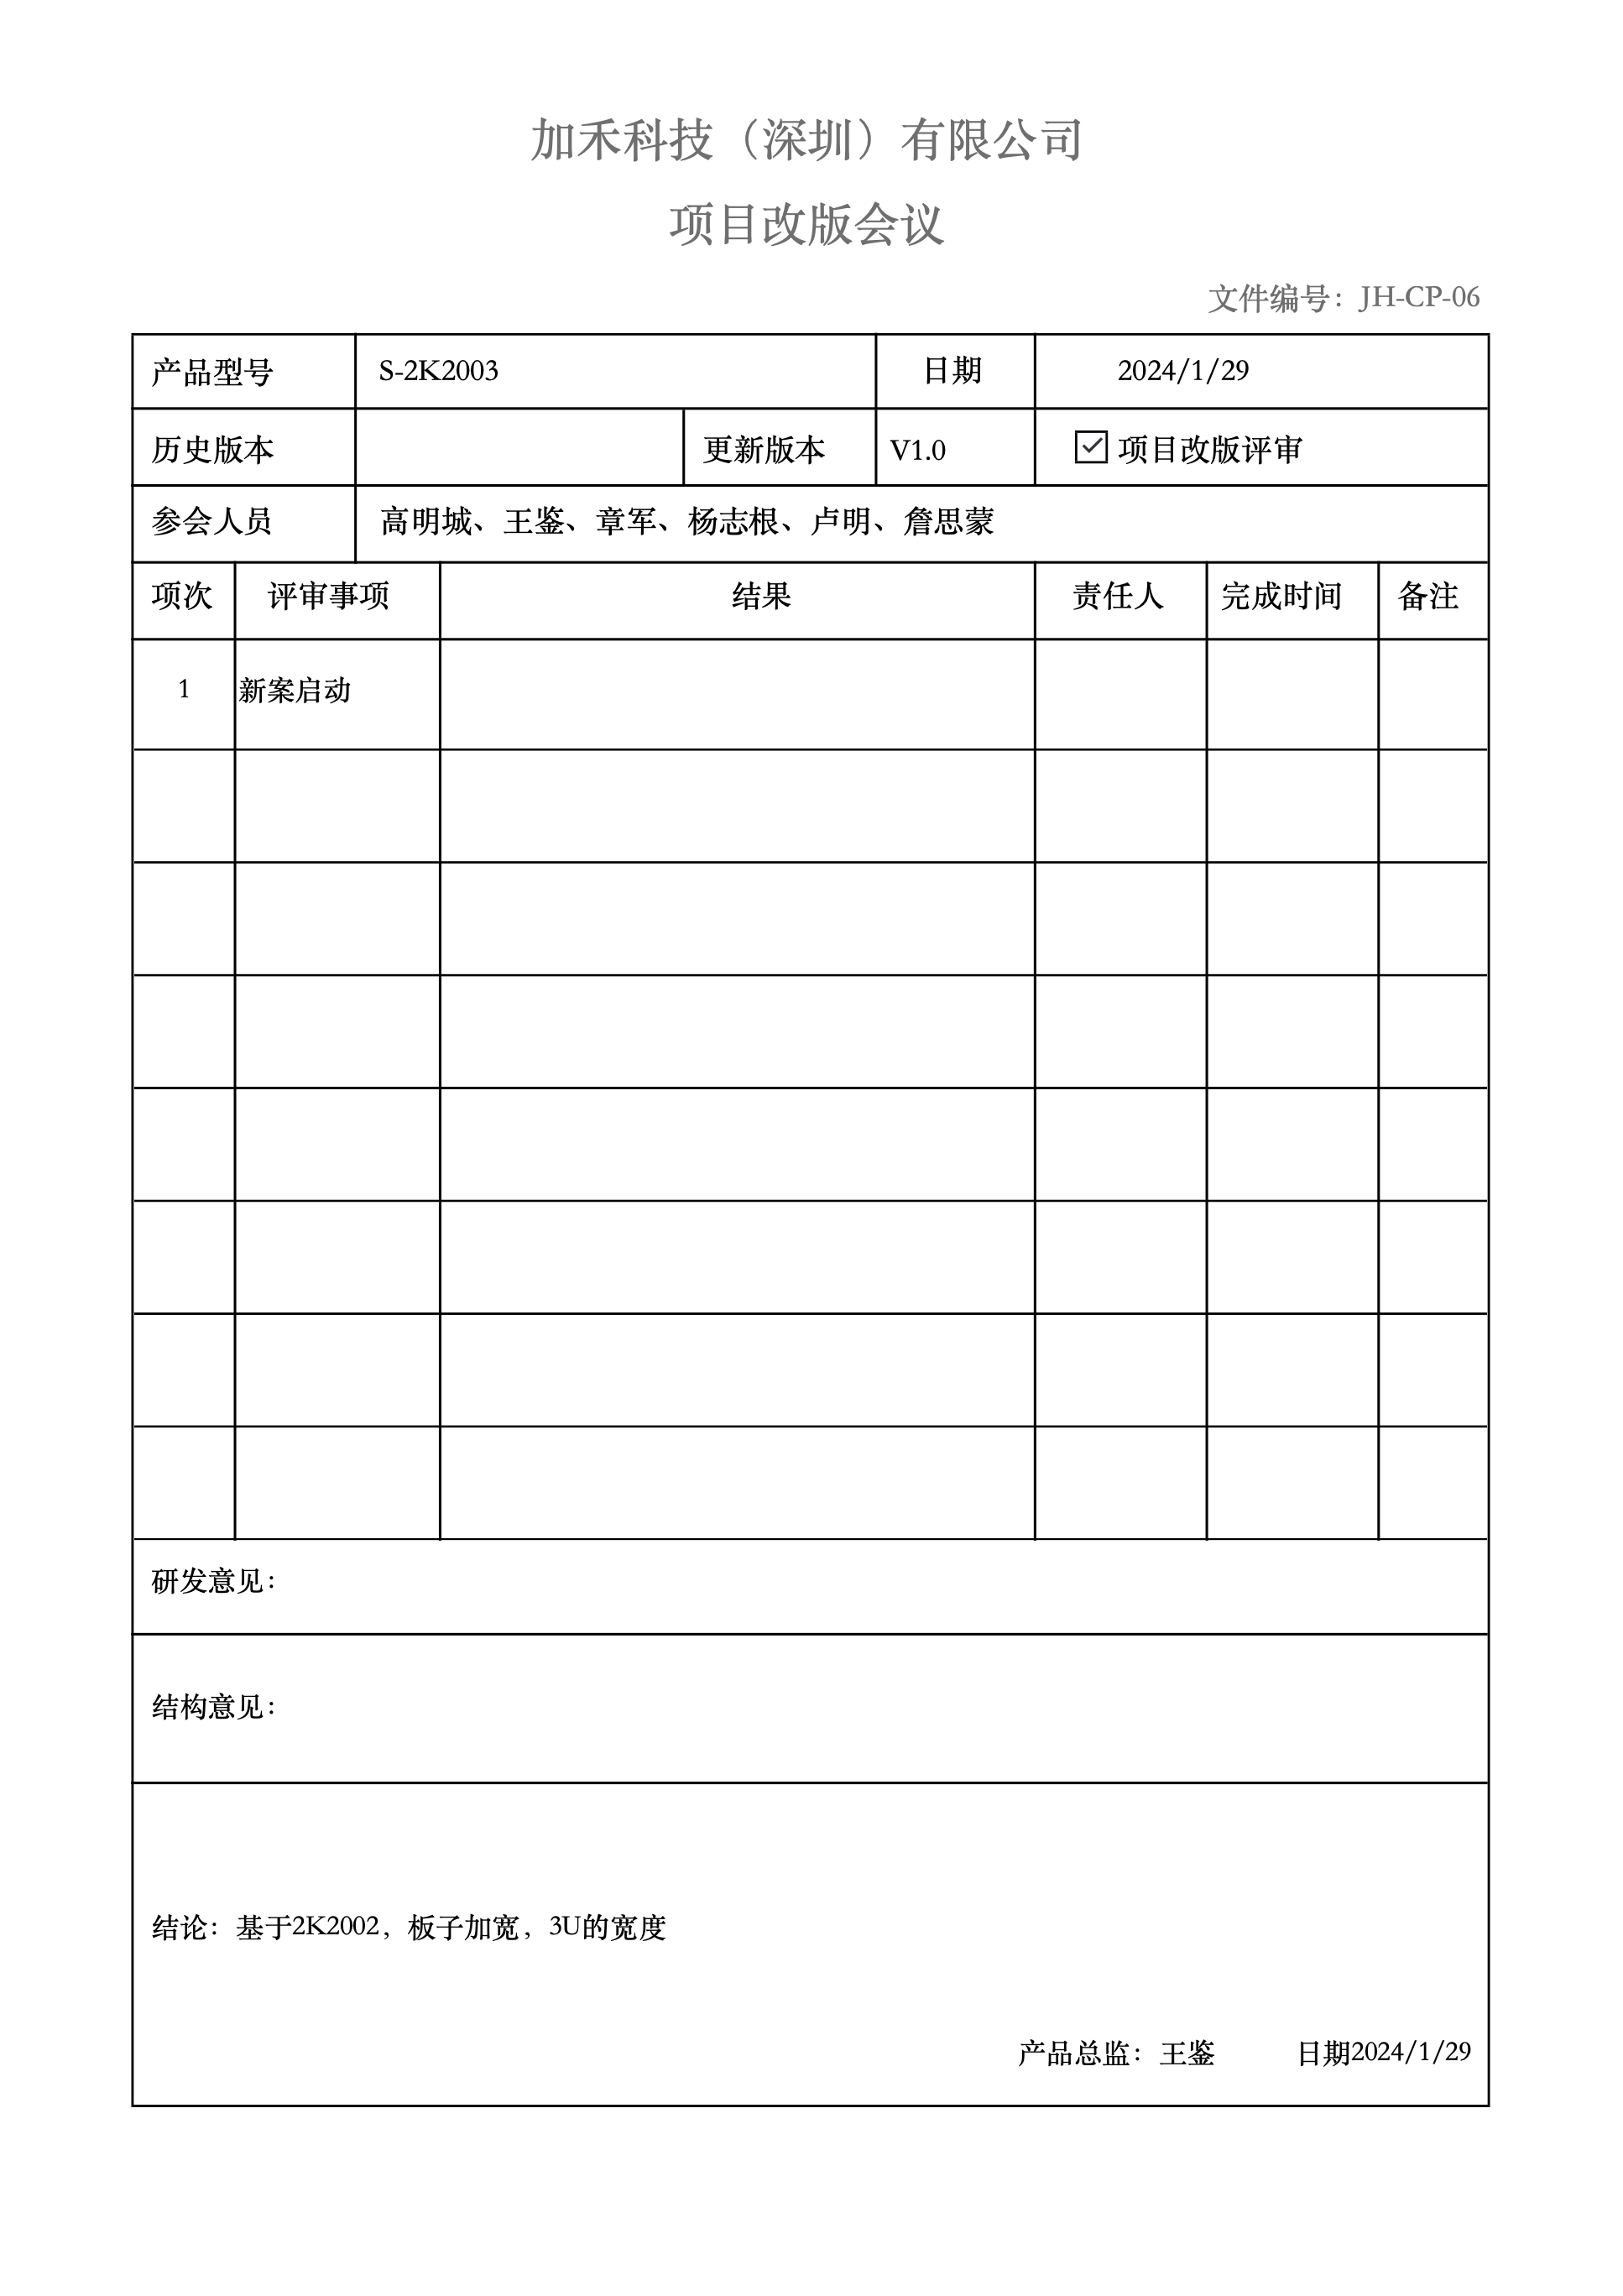 加禾科技（深圳）有限公司
项目改版会议
文件编号：JH-CP-06
产品型号 S-2K2003 日期 2024/1/29
历史版本 更新版本 V1.0 项目改版评审
参会人员 高明城、王鉴、章军、杨志根、卢明、詹思蒙
项次 评审事项 结果 责任人 完成时间 备注
1 新案启动
研发意见：
结构意见：
结论：基于2K2002，板子加宽，3U的宽度
产品总监：王鉴 日期2024/1/29